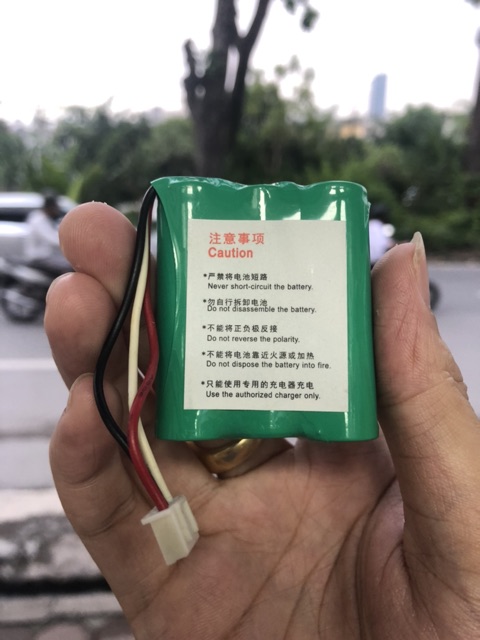 注意事项
Caution
*严禁将电池短路
Never short-circuit the battery.
*勿自行拆卸电池
Do not disassemble the battery.
*不能将正负极反接
Do not reverse the polarity.
*不能将电池靠近火源或加热
Do not dispose the battery into fire.
*只能使用专用的充电器充电
Use the authorized charger only.